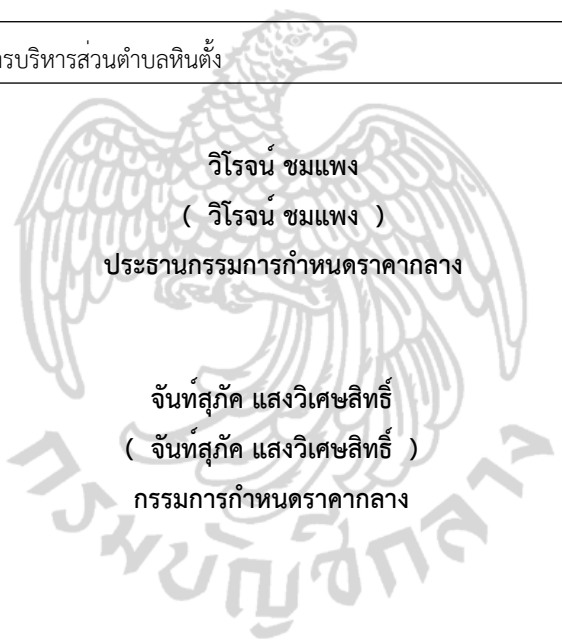 รบริหารส่วนตำบลหินตั้ง
วิโรจน์ ชมแพง
( วิโรจน์ ชมแพง )
ประธานกรรมการกำหนดราคากลาง
จันท์สุภัค แสงวิเศษสิทธิ์
( จันท์สุภัค แสงวิเศษสิทธิ์ )
กรรมการกำหนดราคากลาง
กรมบัญชีกลาง